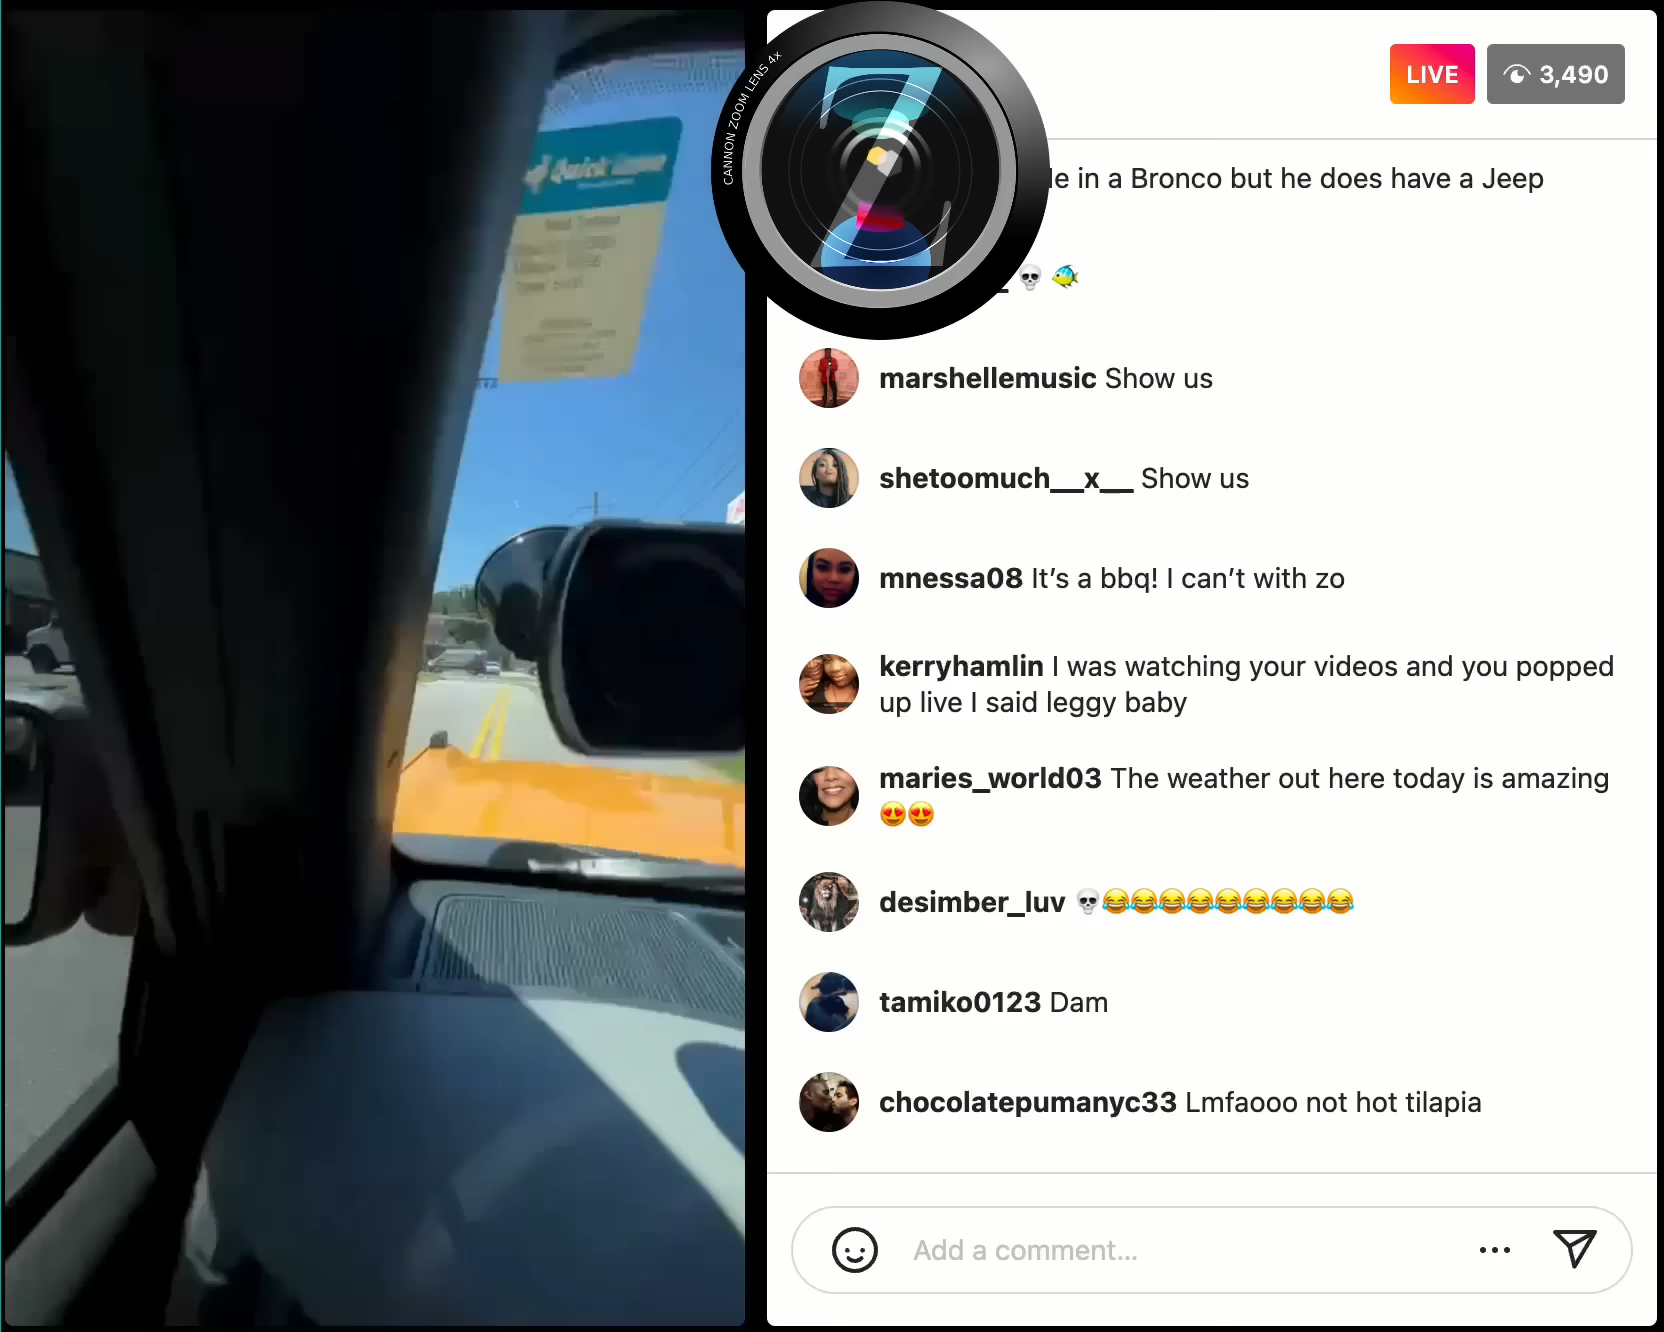 Quick Lane
CANNON ZOOM LENS 4x
Z
LIVE
3,490
in a Bronco but he does have a Jeep
💀 🐠
marshellemusic Show us
shetoomuch__x__ Show us
mnessa08 It’s a bbq! I can’t with zo
kerryhamlin I was watching your videos and you popped
up live I said leggy baby
maries_world03 The weather out here today is amazing
😍😍
desimber_luv 💀😂😂😂😂😂😂😂😂😂
tamiko0123 Dam
chocolatepumanyc33 Lmfaooo not hot tilapia
Add a comment...